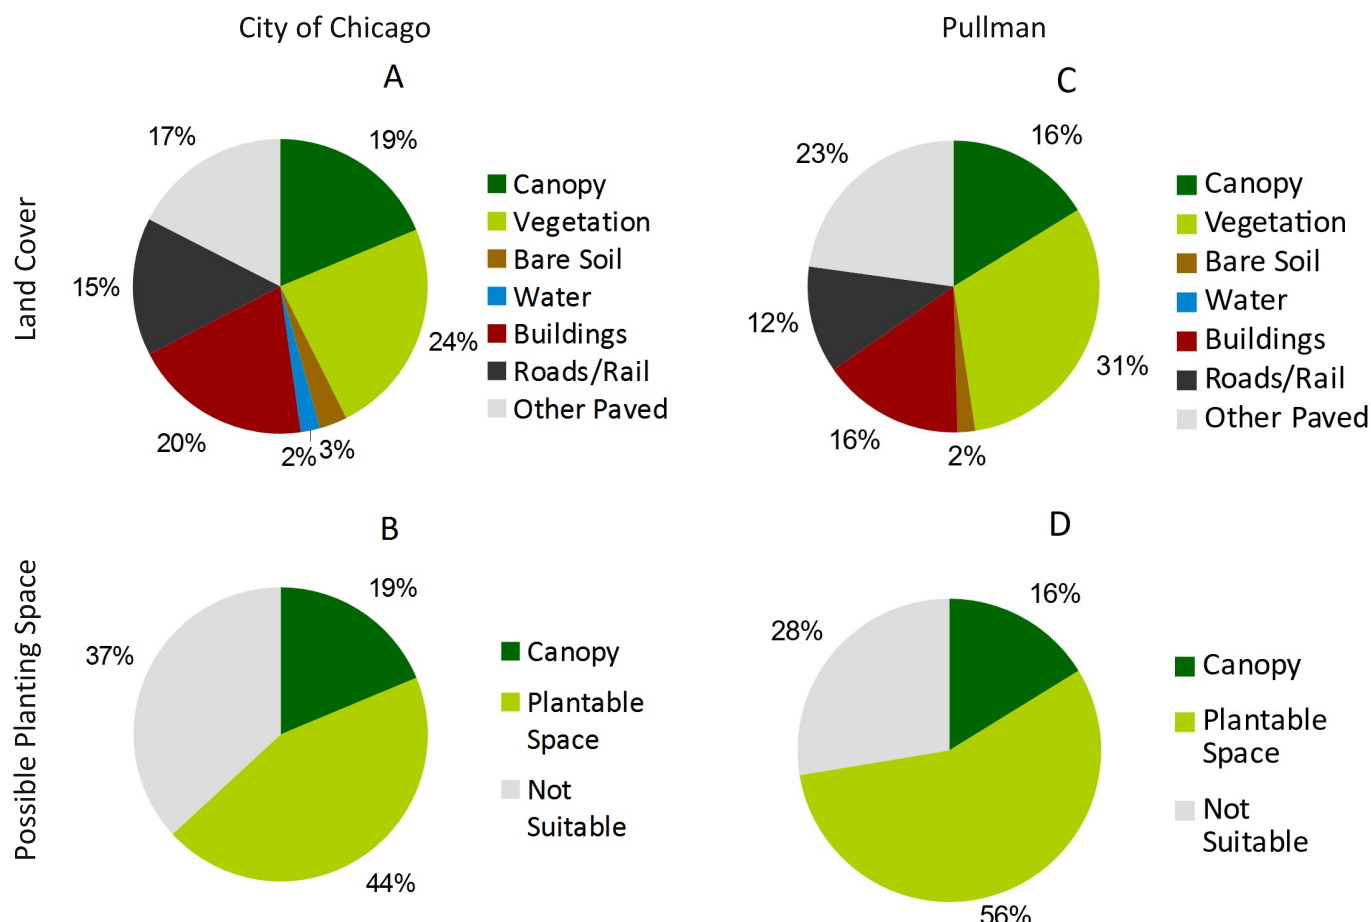 City of Chicago
Pullman
Land Cover
A
17%
19%
15%
24%
20%
2%
3%
Canopy
Vegetation
Bare Soil
Water
Buildings
Roads/Rail
Other Paved
C
23%
16%
12%
31%
16%
2%
Canopy
Vegetation
Bare Soil
Water
Buildings
Roads/Rail
Other Paved
Possible Planting Space
B
19%
37%
44%
Canopy
Plantable
Space
Not
Suitable
D
16%
28%
56%
Canopy
Plantable
Space
Not
Suitable